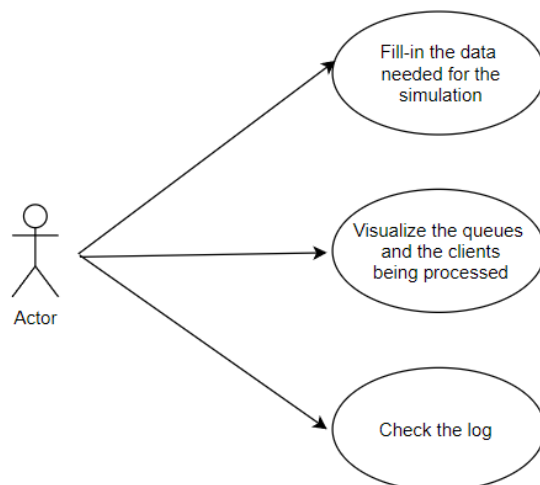 Fill-in the data
needed for the
simulation
Visualize the queues
and the clients
being processed
Actor
Check the log